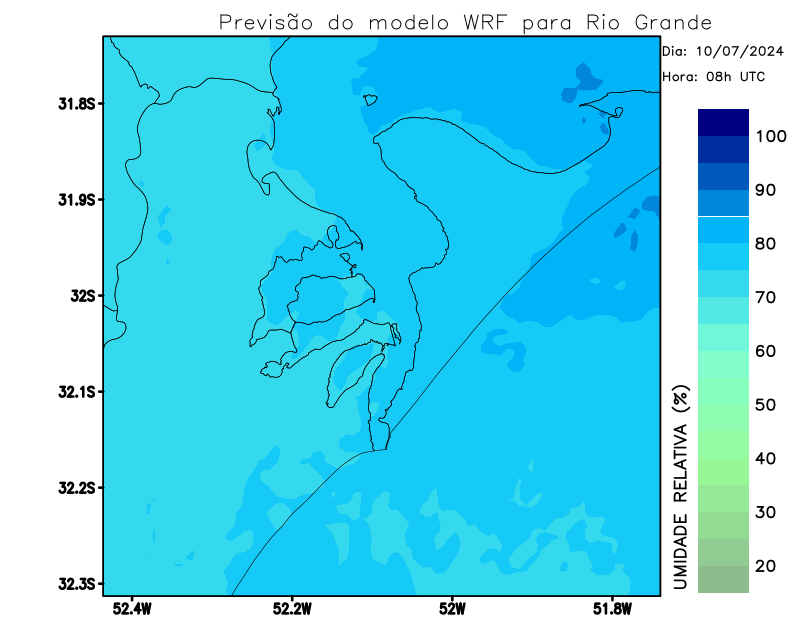 Previsão do modelo WRF para Rio Grande
Dia: 10/07/2024
Hora: 08h UTC
31.8S
31.9S
32S
32.1S
32.2S
32.3S
52.4W
52.2W
52W
51.8W
100
90
80
70
60
50
40
30
20
UMIDADE RELATIVA (%)